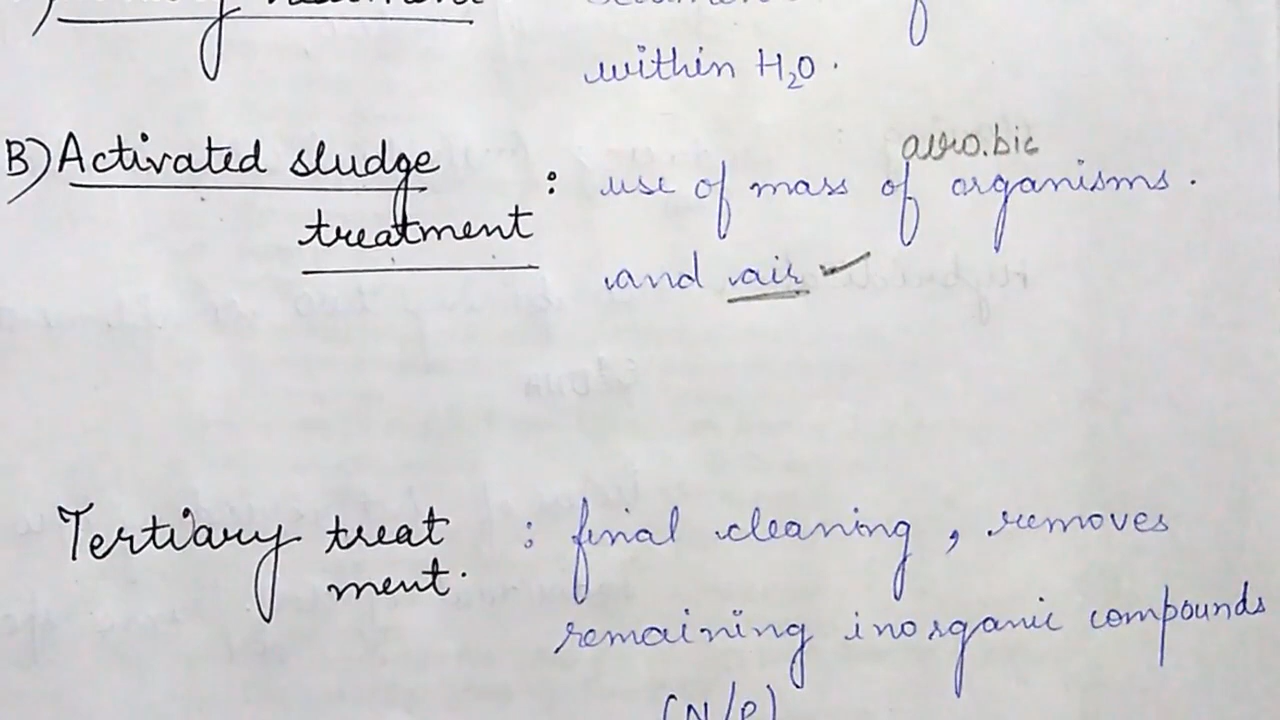 within H₂O.
B) Activated sludge
treatment : use of mass of aerobic organisms.
and air ✓
Tertiary treat : final cleaning, removes
ment. remaining inorganic compounds
(N/P)